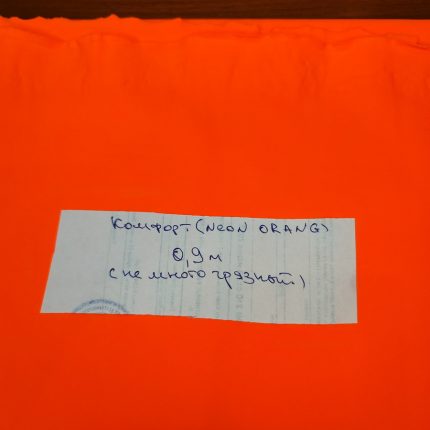 Комфорт (NeoN ORANG)
0,9 м
(не много грязный)